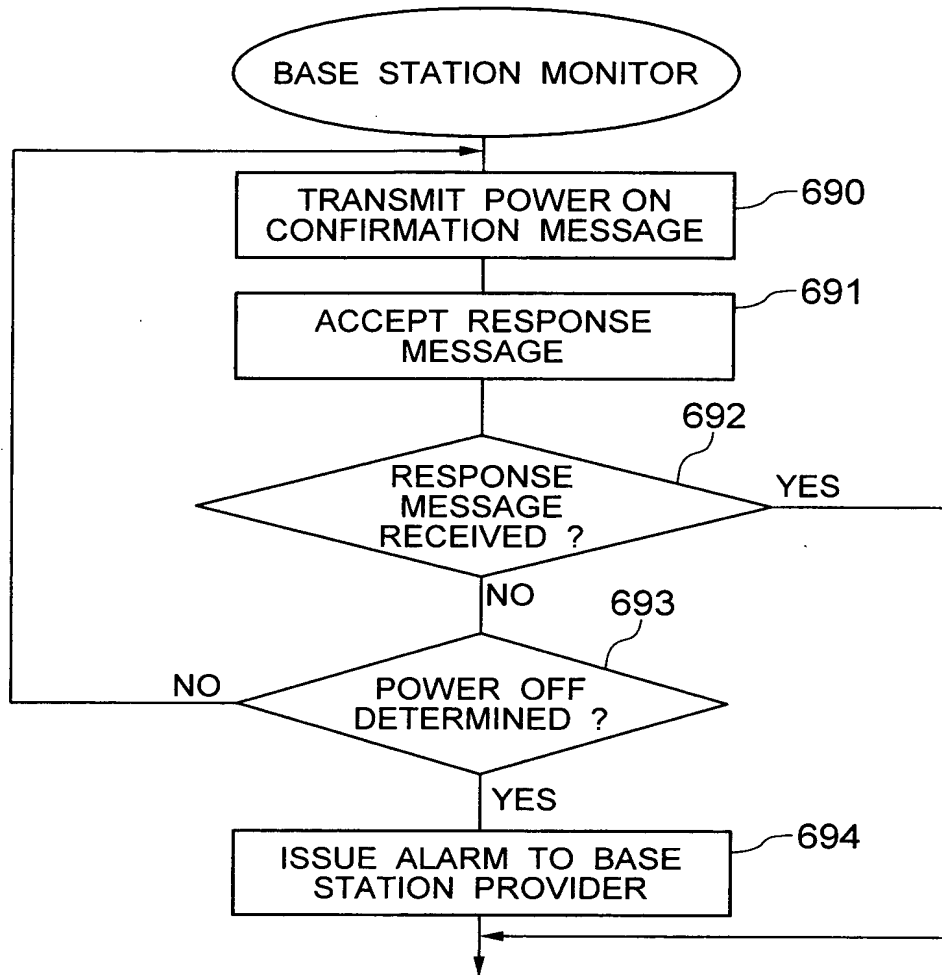 BASE STATION MONITOR
TRANSMIT POWER ON
CONFIRMATION MESSAGE
690
ACCEPT RESPONSE
MESSAGE
691
RESPONSE
MESSAGE
RECEIVED ?
692
YES
NO
POWER OFF
DETERMINED ?
693
NO
YES
ISSUE ALARM TO BASE
STATION PROVIDER
694